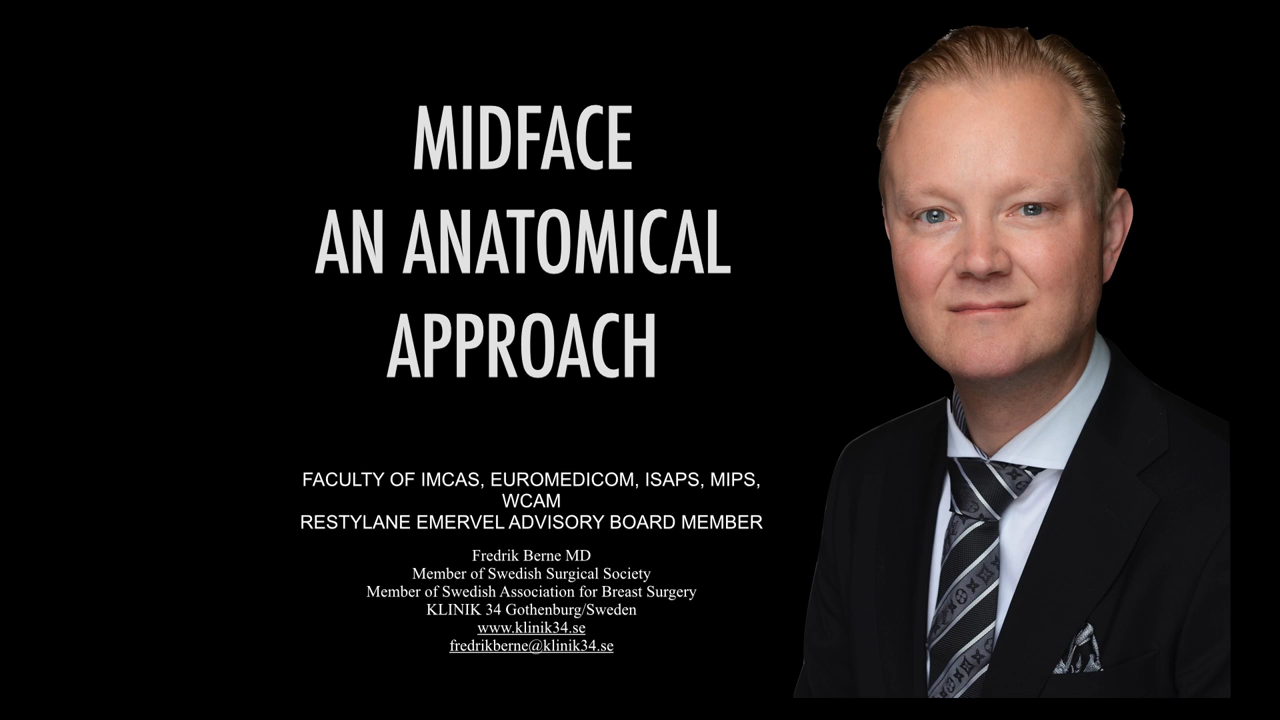 MIDFACE
AN ANATOMICAL
APPROACH
FACULTY OF IMCAS, EUROMEDICOM, ISAPS, MIPS,
WCAM
RESTYLANE EMERVEL ADVISORY BOARD MEMBER
Fredrik Berne MD
Member of Swedish Surgical Society
Member of Swedish Association for Breast Surgery
KLINIK 34 Gothenburg/Sweden
www.klinik34.se
fredrikberne@klinik34.se